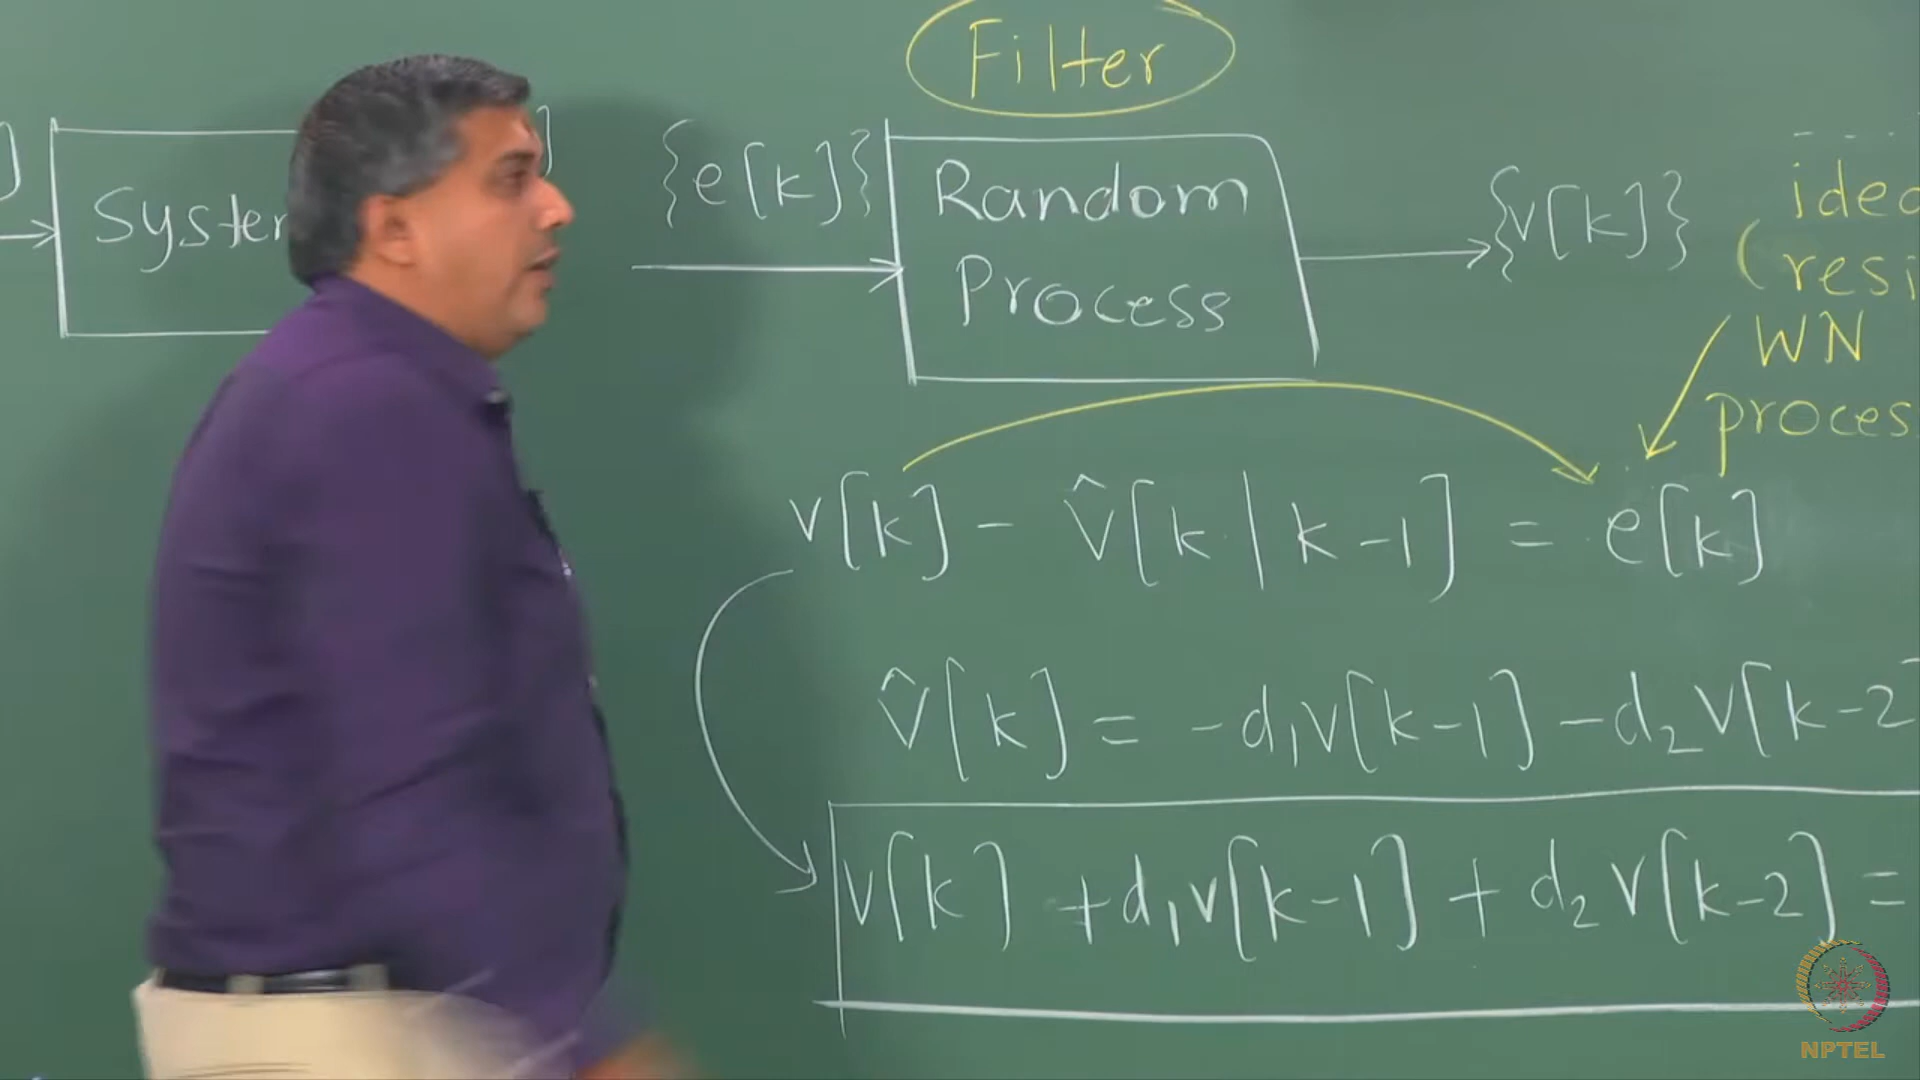 Filter
System
{e[k]}
Random
Process
{v[k]}
WN
v[k] - v̂[k | k-1] = e[k]
v̂[k] = -d₁v[k-1] - d₂v[k-2]
v[k] + d₁v[k-1] + d₂v[k-2] =
NPTEL